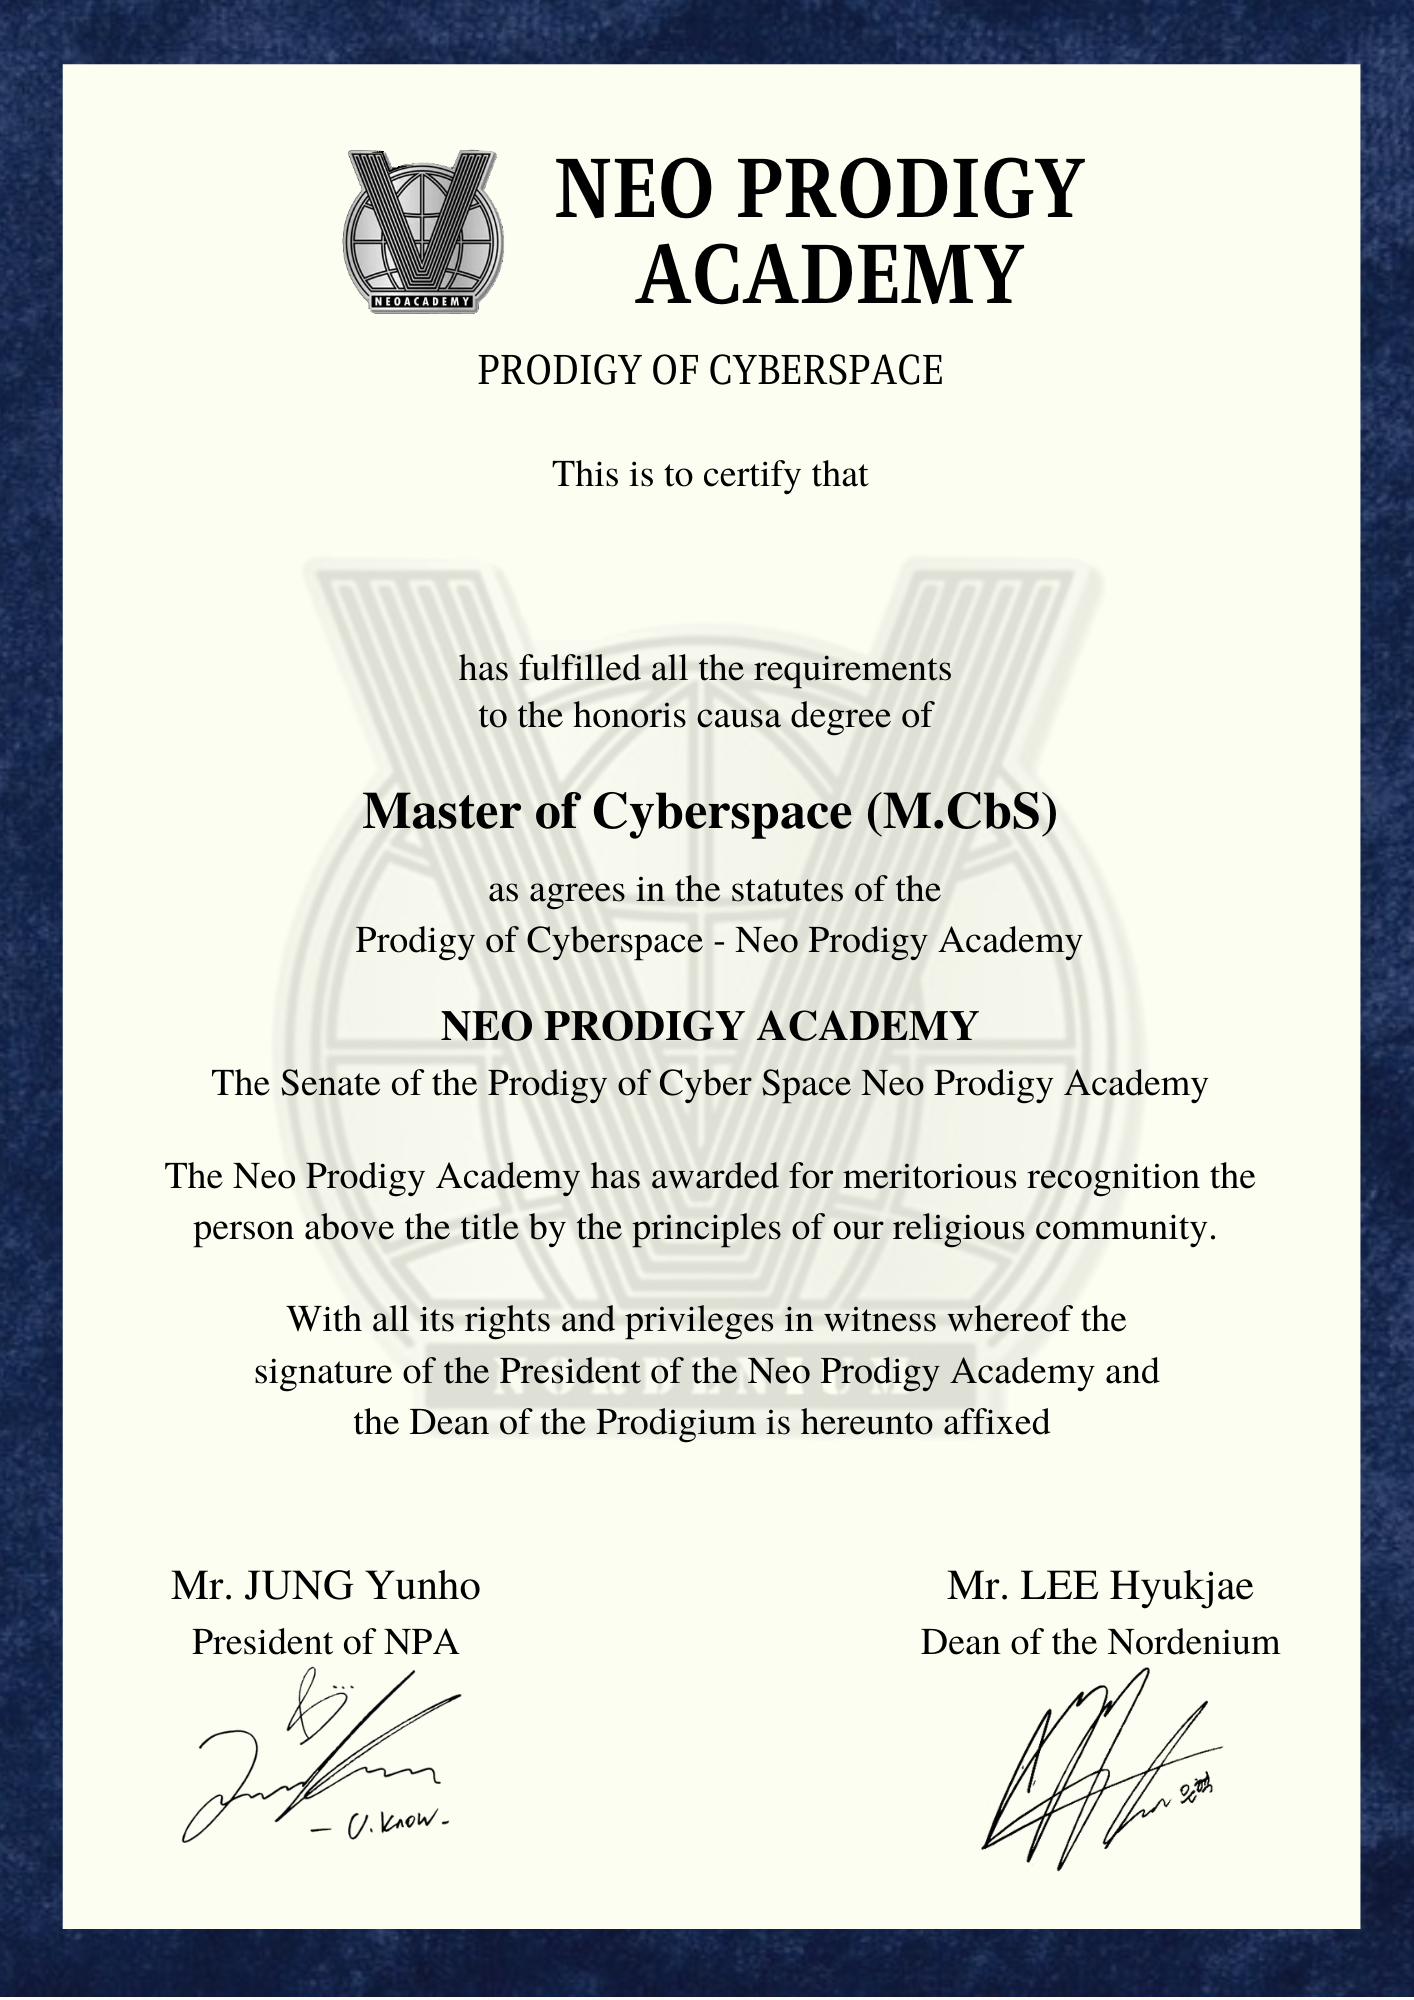 NEO PRODIGY
ACADEMY
NEOACADEMY
PRODIGY OF CYBERSPACE
This is to certify that
has fulfilled all the requirements
to the honoris causa degree of
Master of Cyberspace (M.CbS)
as agrees in the statutes of the
Prodigy of Cyberspace - Neo Prodigy Academy
NEO PRODIGY ACADEMY
The Senate of the Prodigy of Cyber Space Neo Prodigy Academy
The Neo Prodigy Academy has awarded for meritorious recognition the
person above the title by the principles of our religious community.
With all its rights and privileges in witness whereof the
signature of the President of the Neo Prodigy Academy and
NORDENIUM
the Dean of the Prodigium is hereunto affixed
Mr. JUNG Yunho
President of NPA
- U.Know-
Mr. LEE Hyukjae
Dean of the Nordenium
은혁